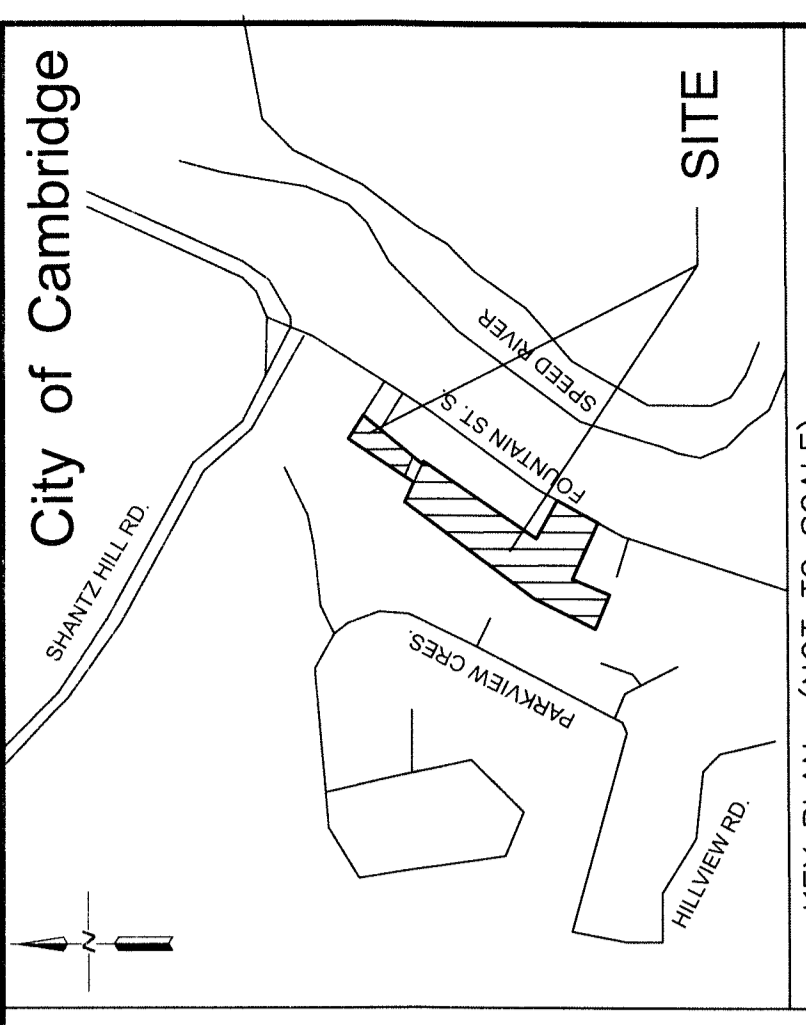 City of Cambridge
SITE
SHANTZ HILL RD.
SPEED RIVER
FOUNTAIN ST. S.
PARKVIEW CRES.
HILLVIEW RD.
N
KEY PLAN (NOT TO SCALE)